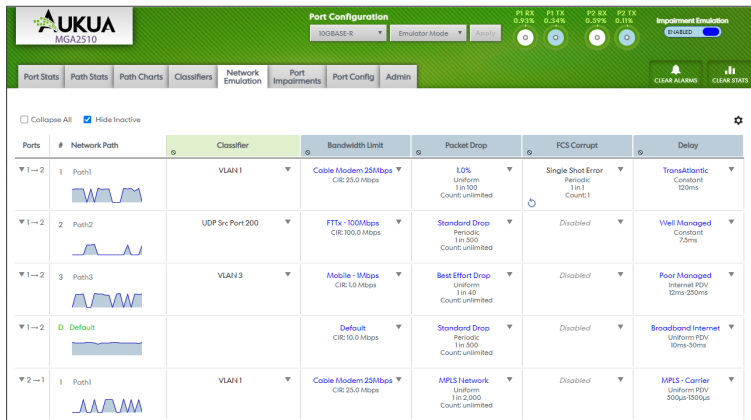 AUKUA
MGA2510
Port Configuration
10GBASE-R ▼ Emulator Mode ▼ Apply
P1 RX P1 TX P2 RX P2 TX
0.93% 0.34% 0.59% 0.11%
Impairment Emulation
ENABLED
CLEAR ALARMS CLEAR STATS
Port Stats Path Stats Path Charts Classifiers Network Emulation Port Impairments Port Config Admin
Collapse All Hide Inactive
Ports # Network Path Classifier Bandwidth Limit Packet Drop FCS Corrupt Delay
▼1→2 1 Path1 VLAN 1 ▼ Cable Modem 25Mbps ▼ 1.0% ▼ Single Shot Error ▼ TransAtlantic ▼
CIR: 25.0 Mbps Uniform Periodic Constant
1 in 100 1 in 1 120ms
Count: unlimited Count: 1
▼1→2 2 Path2 UDP Src Port 200 ▼ FTTx - 100Mbps ▼ Standard Drop ▼ Disabled ▼ Well Managed ▼
CIR: 100.0 Mbps Periodic Constant
1 in 500 7.5ms
Count: unlimited
▼1→2 3 Path3 VLAN 3 ▼ Mobile - 1Mbps ▼ Best Effort Drop ▼ Disabled ▼ Poor Managed ▼
CIR: 1.0 Mbps Uniform Internet PDV
1 in 40 12ms-250ms
Count: unlimited
▼1→2 D Default Default ▼ Standard Drop ▼ Disabled ▼ Broadband Internet ▼
CIR: 10.0 Mbps Periodic Uniform PDV
1 in 500 10ms-50ms
Count: unlimited
▼2→1 1 Path1 VLAN 1 ▼ Cable Modem 25Mbps ▼ MPLS Network ▼ Disabled ▼ MPLS - Carrier ▼
CIR: 25.0 Mbps Uniform Uniform PDV
1 in 2,000 500µs-1500µs
Count: unlimited